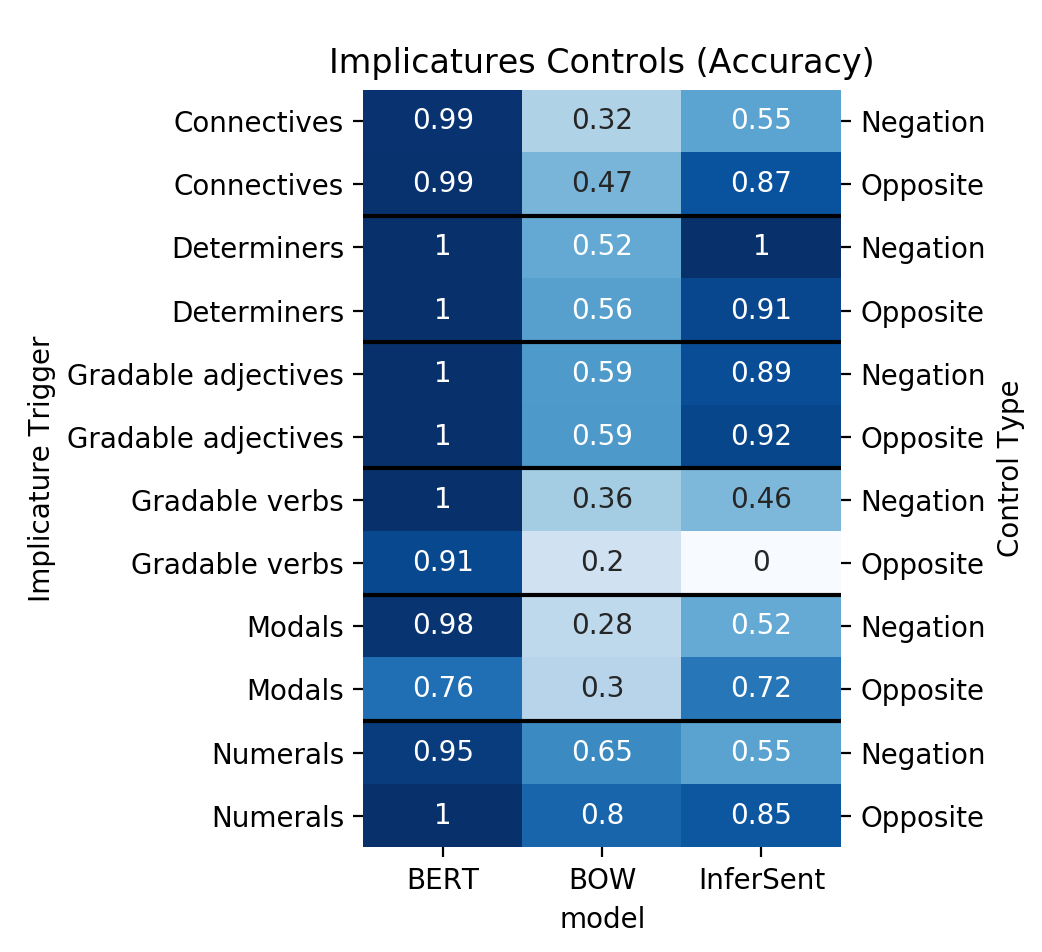 Implicatures Controls (Accuracy)
Connectives 0.99 0.32 0.55 Negation
Connectives 0.99 0.47 0.87 Opposite
Determiners 1 0.52 1 Negation
Determiners 1 0.56 0.91 Opposite
Gradable adjectives 1 0.59 0.89 Negation
Gradable adjectives 1 0.59 0.92 Opposite
Gradable verbs 1 0.36 0.46 Negation
Gradable verbs 0.91 0.2 0 Opposite
Modals 0.98 0.28 0.52 Negation
Modals 0.76 0.3 0.72 Opposite
Numerals 0.95 0.65 0.55 Negation
Numerals 1 0.8 0.85 Opposite
BERT BOW InferSent
model
Implicature Trigger
Control Type